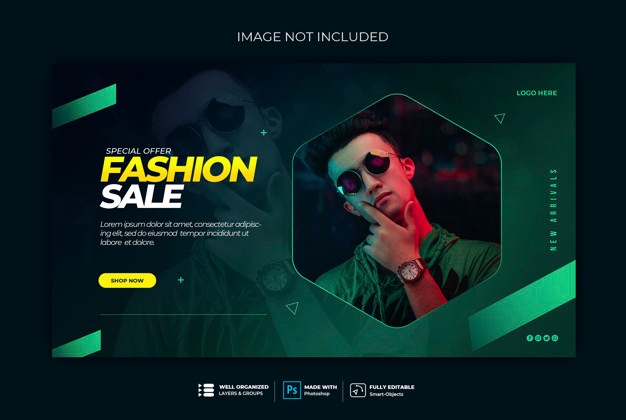 IMAGE NOT INCLUDED
LOGO HERE
SPECIAL OFFER
FASHION
SALE
Lorem ipsum dolor sit amet, consectetur adipisc-
ing elit, sed do eiusmod tempor incididunt ut
labore et dolore.
SHOP NOW
NEW ARRIVALS
WELL ORGANIZED
LAYERS & GROUPS
Ps
MADE WITH
Photoshop
FULLY EDITABLE
Smart-Objects